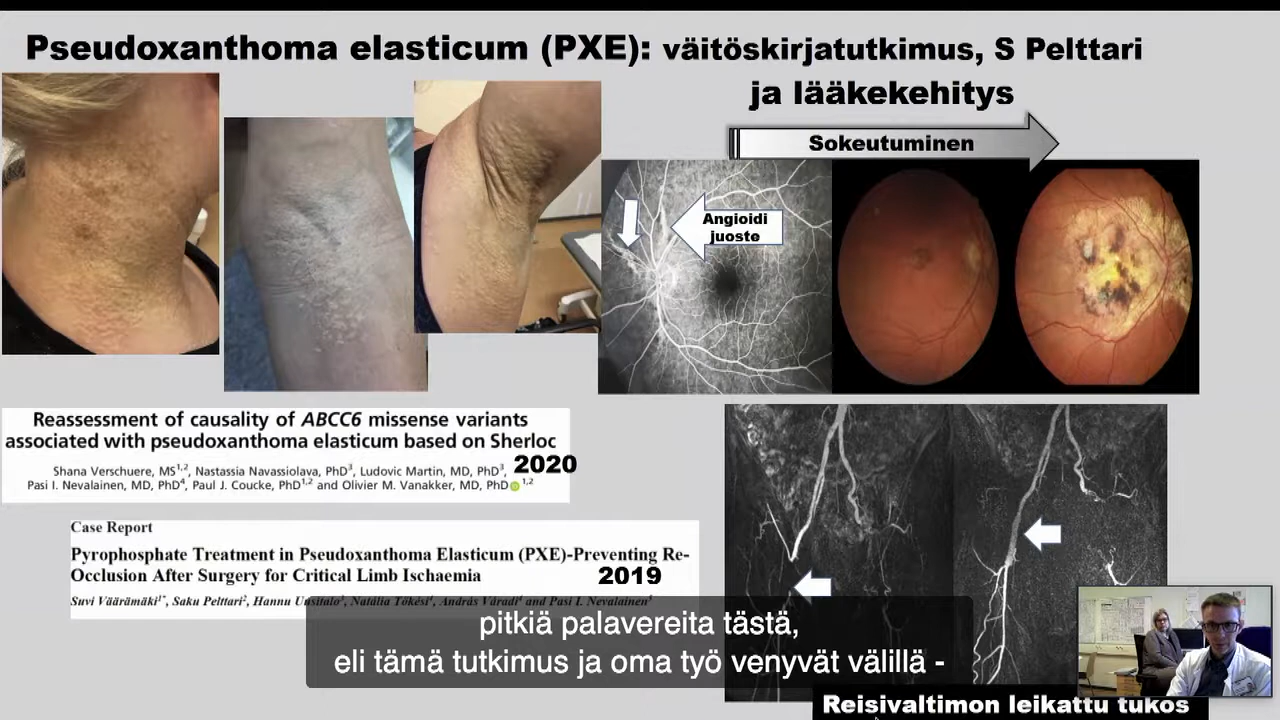 Pseudoxanthoma elasticum (PXE): väitöskirjatutkimus, S Pelttari
ja lääkekehitys
Sokeutuminen
Angioidi
juoste
Reassessment of causality of ABCC6 missense variants
associated with pseudoxanthoma elasticum based on Sherloc
Shana Verschuere, MS1,2, Nastassia Navassiolava, PhD3, Ludovic Martin, MD, PhD3,
2020
Pasi I. Nevalainen, MD, PhD4, Paul J. Coucke, PhD1,2 and Olivier M. Vanakker, MD, PhD 1,2
Case Report
Pyrophosphate Treatment in Pseudoxanthoma Elasticum (PXE)-Preventing Re-
Occlusion After Surgery for Critical Limb Ischaemia
2019
Suvi Väärämäki1*, Saku Pelttari2, Hannu Uusitalo3, Natália Tőkési4, András Váradi4 and Pasi I. Nevalainen5
pitkiä palavereita tästä,
eli tämä tutkimus ja oma työ venyvät välillä -
Reisivaltimon leikattu tukos